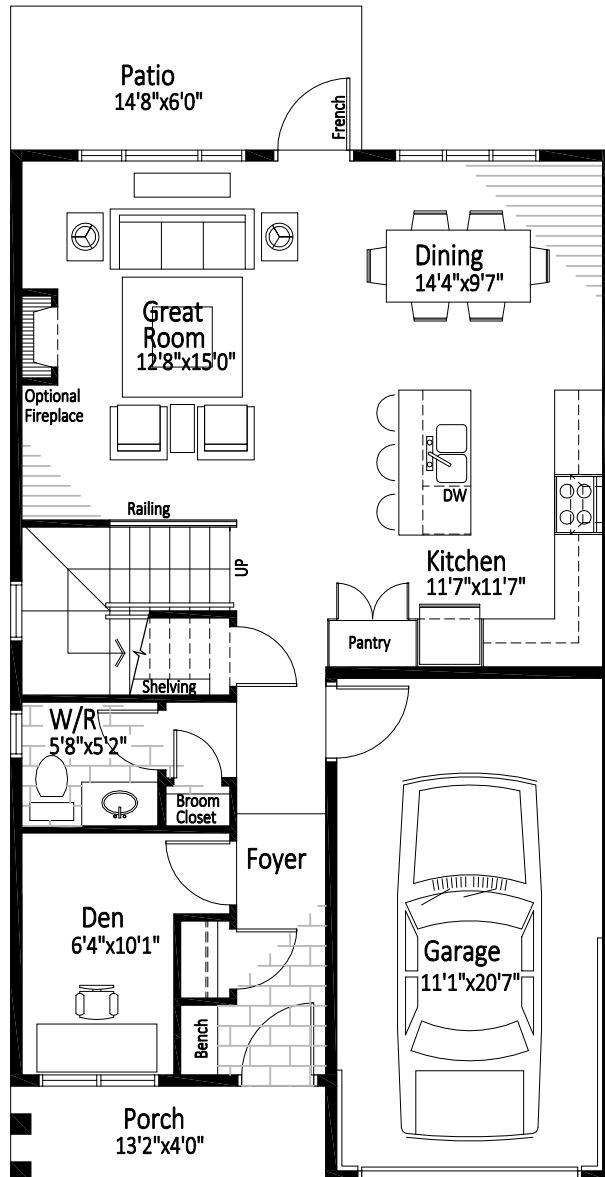 Patio
14'8"x6'0"
French
Dining
14'4"x9'7"
Great
Room
12'8"x15'0"
Optional
Fireplace
DW
Railing
UP
Kitchen
11'7"x11'7"
Pantry
Shelving
W/R
5'8"x5'2"
Broom
Closet
Foyer
Den
6'4"x10'1"
Garage
11'1"x20'7"
Bench
Porch
13'2"x4'0"